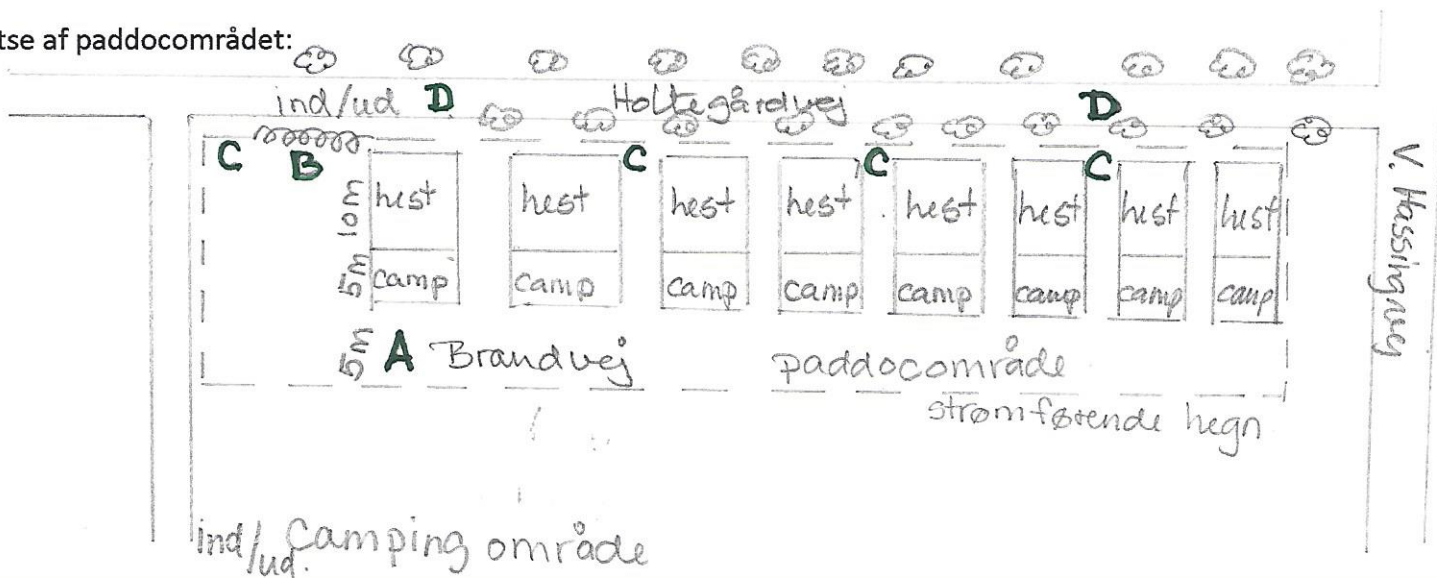 tse af paddocområdet:
ind/ud D Holtegårdvej D
C B C C C
10m hest hest hest hest hest hest hest hest
5m camp camp camp camp camp camp camp camp
5m A Brandvej paddocområde
strømførende hegn
V. Hassingvej
ind/ud. Camping område